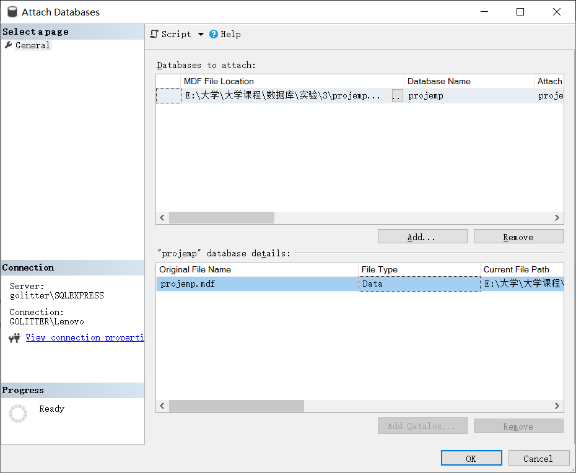 Attach Databases
Select a page
General
Script
Help
Databases to attach:
MDF File Location Database Name Attach
E:\大学\大学课程\数据库\实验\3\projemp... .. projemp proje
Add... Remove
"projemp" database details:
Original File Name File Type Current File Path
projemp.mdf Data E:\大学\大学课程\
Connection
Server:
golitter\SQLEXPRESS
Connection:
GOLITTER\Lenovo
View connection properti
Progress
Ready
Add Catalog... Remove
OK Cancel